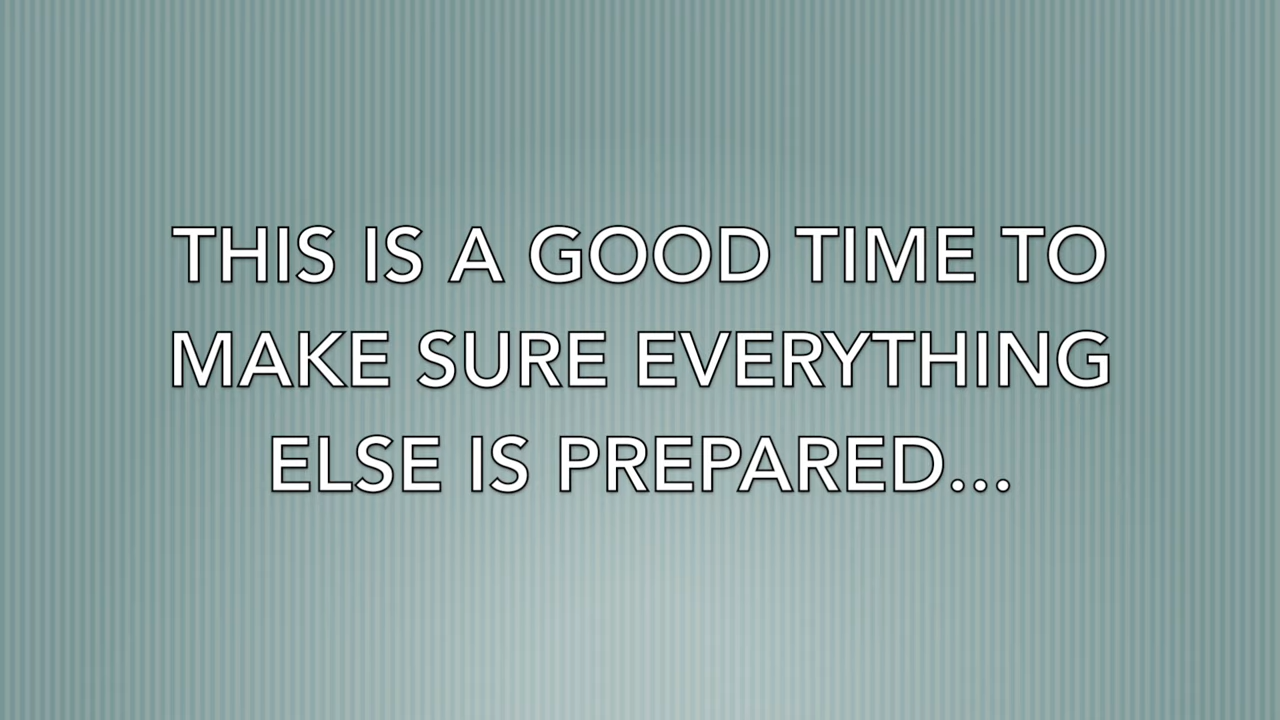 THIS IS A GOOD TIME TO
MAKE SURE EVERYTHING
ELSE IS PREPARED...